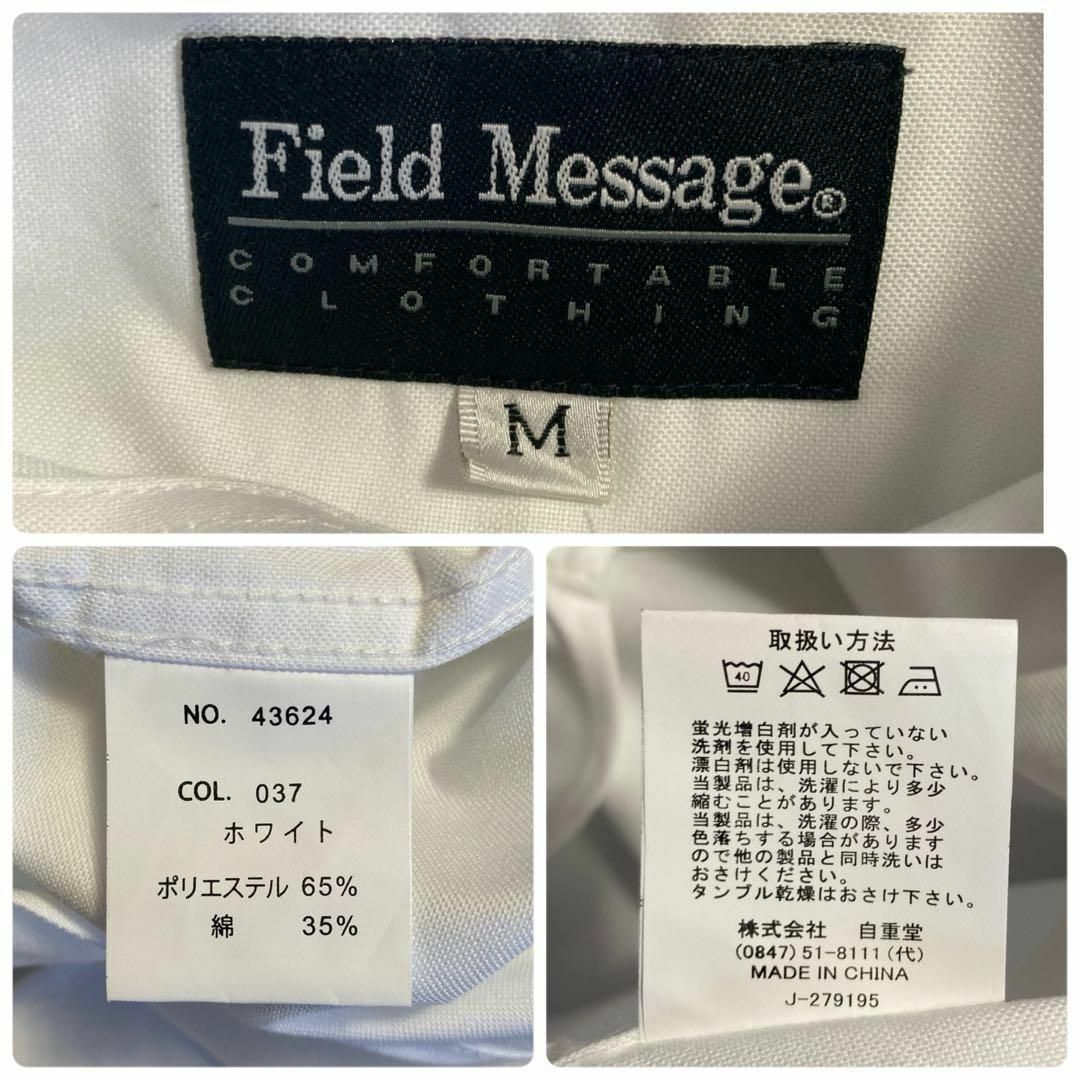 Field Message®
COMFORTABLE
CLOTHING
M
NO. 43624
COL. 037
ホワイト
ポリエステル 65%
綿 35%
取扱い方法
40
蛍光増白剤が入っていない
洗剤を使用して下さい。
漂白剤は使用しないで下さい。
当製品は、洗濯により多少
縮むことがあります。
当製品は、洗濯の際、多少
色落ちする場合があります
ので他の製品と同時洗いは
おさけください。
タンブル乾燥はおさけ下さい。
株式会社 自重堂
(0847)51-8111(代)
MADE IN CHINA
J-279195